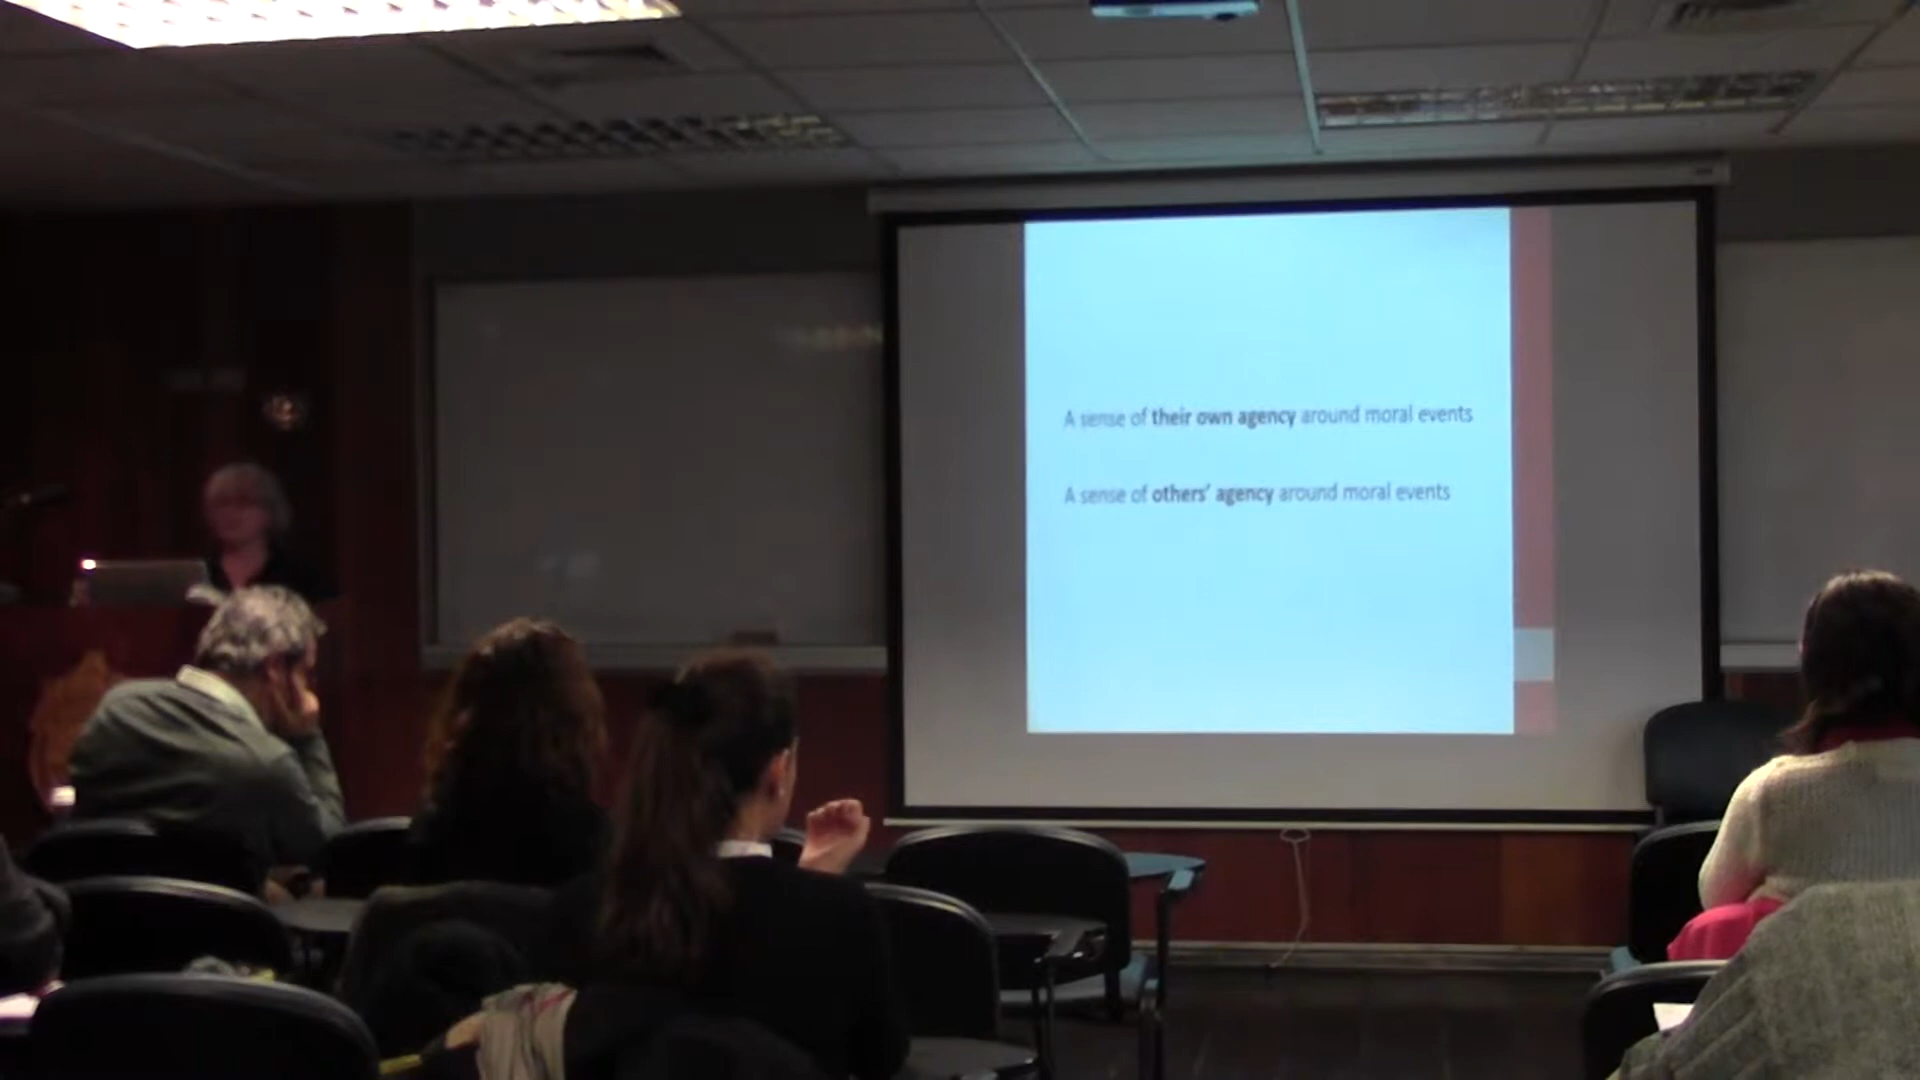 A sense of their own agency around moral events
A sense of others' agency around moral events